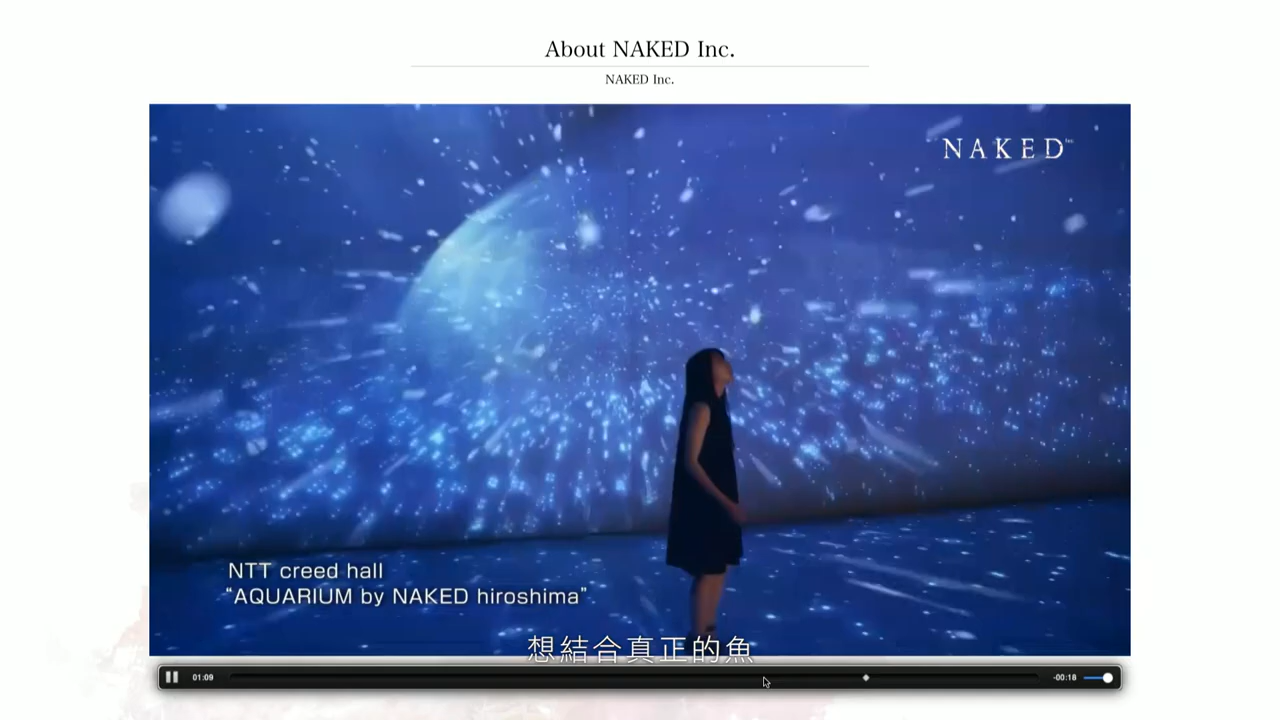 About NAKED Inc.
NAKED Inc.
NAKED Inc.
NTT creed hall
“AQUARIUM by NAKED hiroshima”
想結合真正的魚
01:09
-00:18